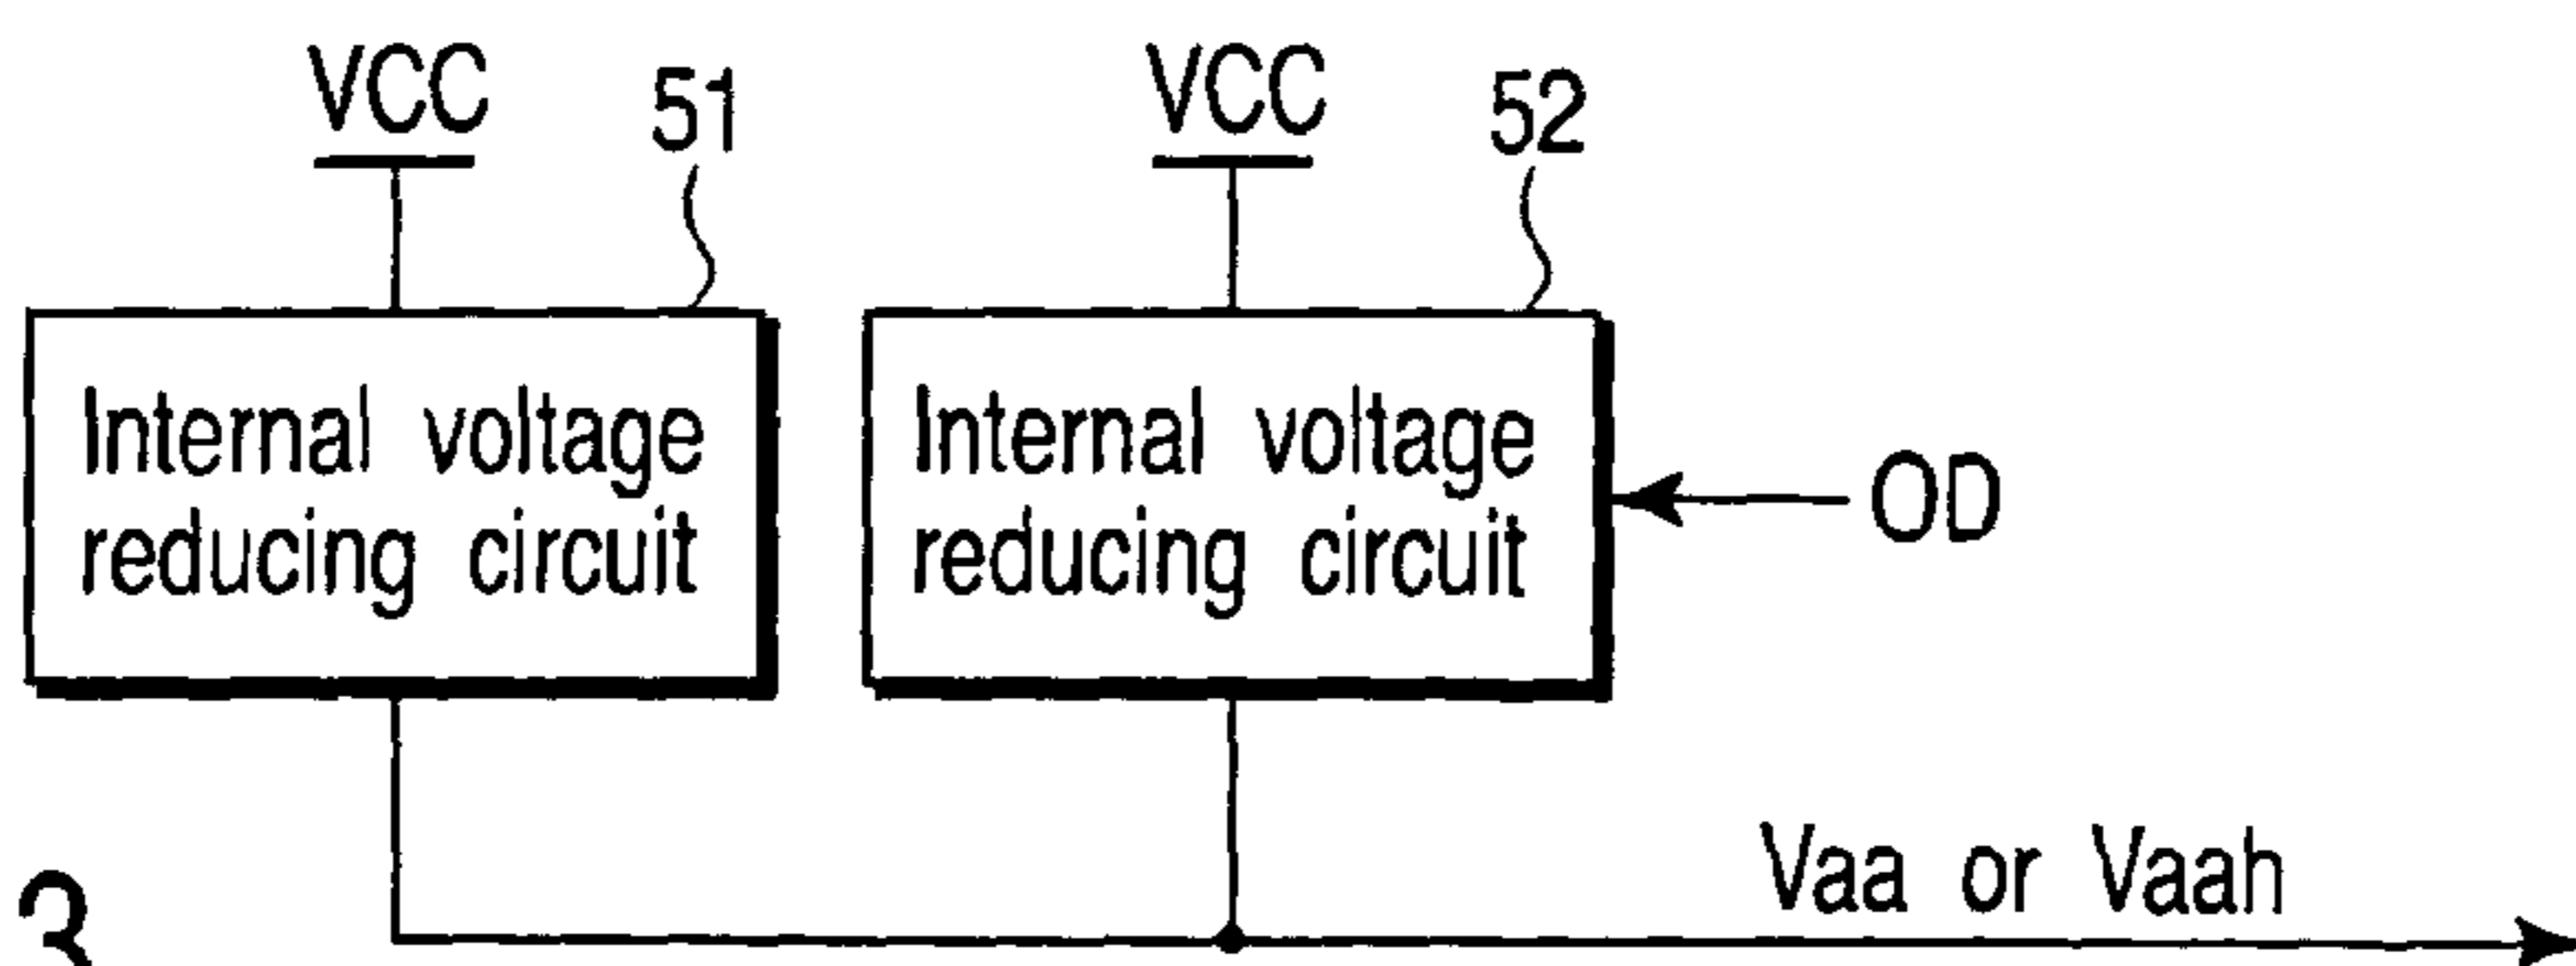 VCC 51 VCC 52
Internal voltage
reducing circuit
Internal voltage
reducing circuit
OD
Vaa or Vaah
3